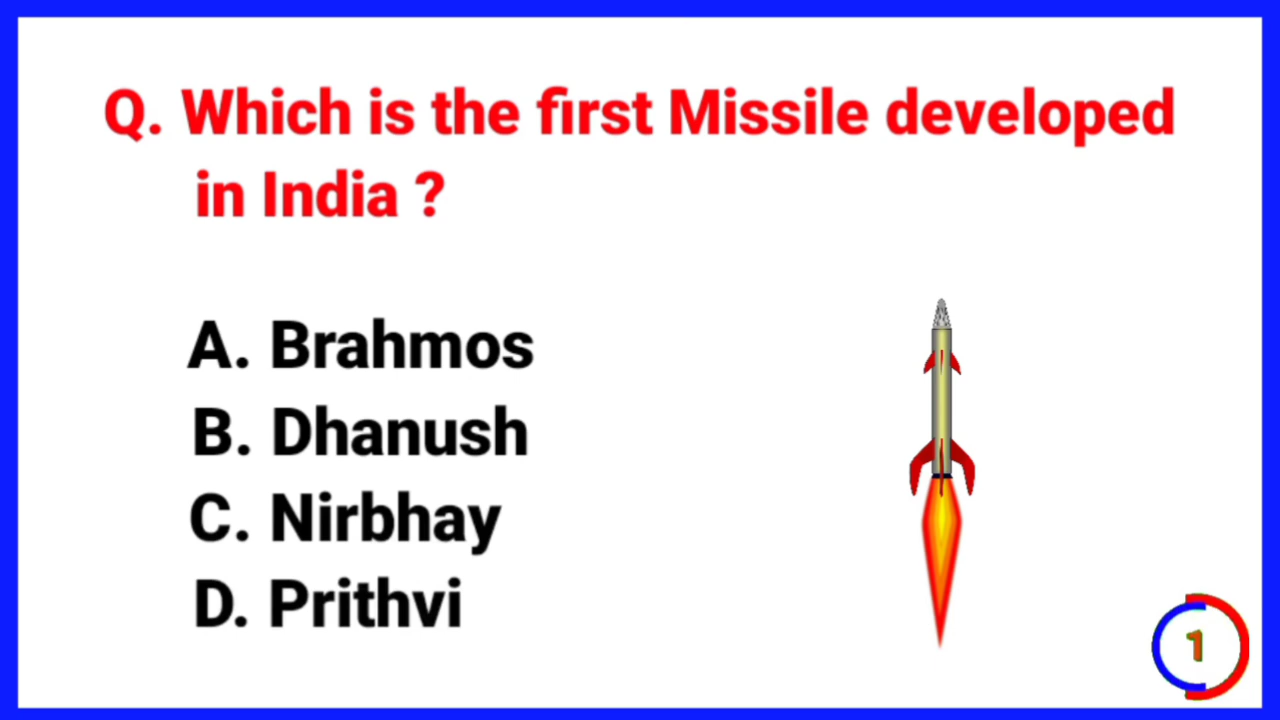 Q. Which is the first Missile developed
in India ?
A. Brahmos
B. Dhanush
C. Nirbhay
D. Prithvi
1